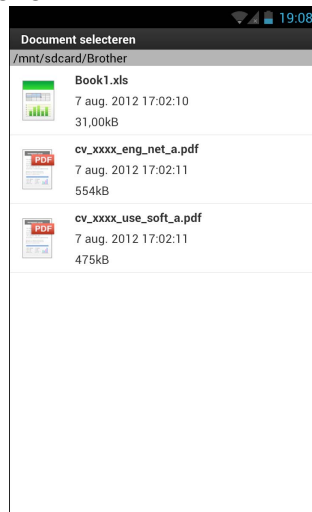 19:08
Document selecteren
/mnt/sdcard/Brother
Book1.xls
7 aug. 2012 17:02:10
31,00kB
PDF
cv_xxxx_eng_net_a.pdf
7 aug. 2012 17:02:11
554kB
PDF
cv_xxxx_use_soft_a.pdf
7 aug. 2012 17:02:11
475kB